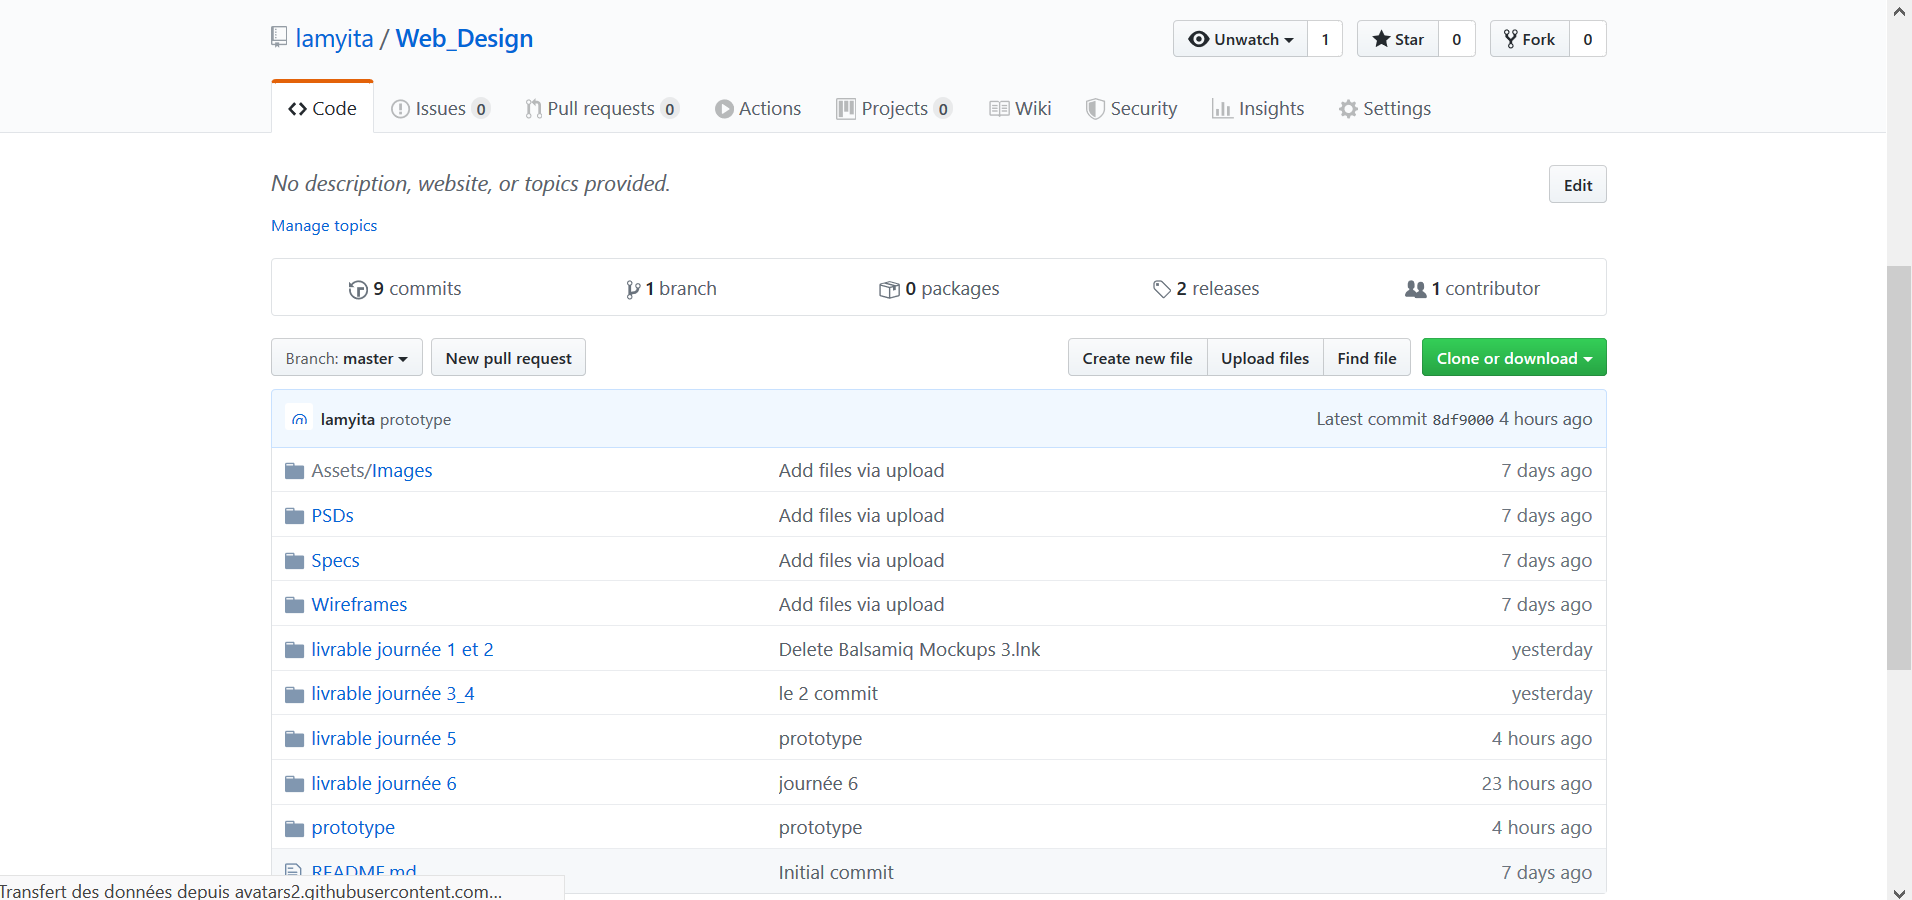 lamyita / Web_Design
Unwatch 1 Star 0 Fork 0
Code Issues 0 Pull requests 0 Actions Projects 0 Wiki Security Insights Settings
No description, website, or topics provided. Edit
Manage topics
9 commits 1 branch 0 packages 2 releases 1 contributor
Branch: master New pull request Create new file Upload files Find file Clone or download
lamyita prototype Latest commit 8df9000 4 hours ago
Assets/Images Add files via upload 7 days ago
PSDs Add files via upload 7 days ago
Specs Add files via upload 7 days ago
Wireframes Add files via upload 7 days ago
livrable journée 1 et 2 Delete Balsamiq Mockups 3.lnk yesterday
livrable journée 3_4 le 2 commit yesterday
livrable journée 5 prototype 4 hours ago
livrable journée 6 journée 6 23 hours ago
prototype prototype 4 hours ago
README.md Initial commit 7 days ago
Transfert des données depuis avatars2.githubusercontent.com...